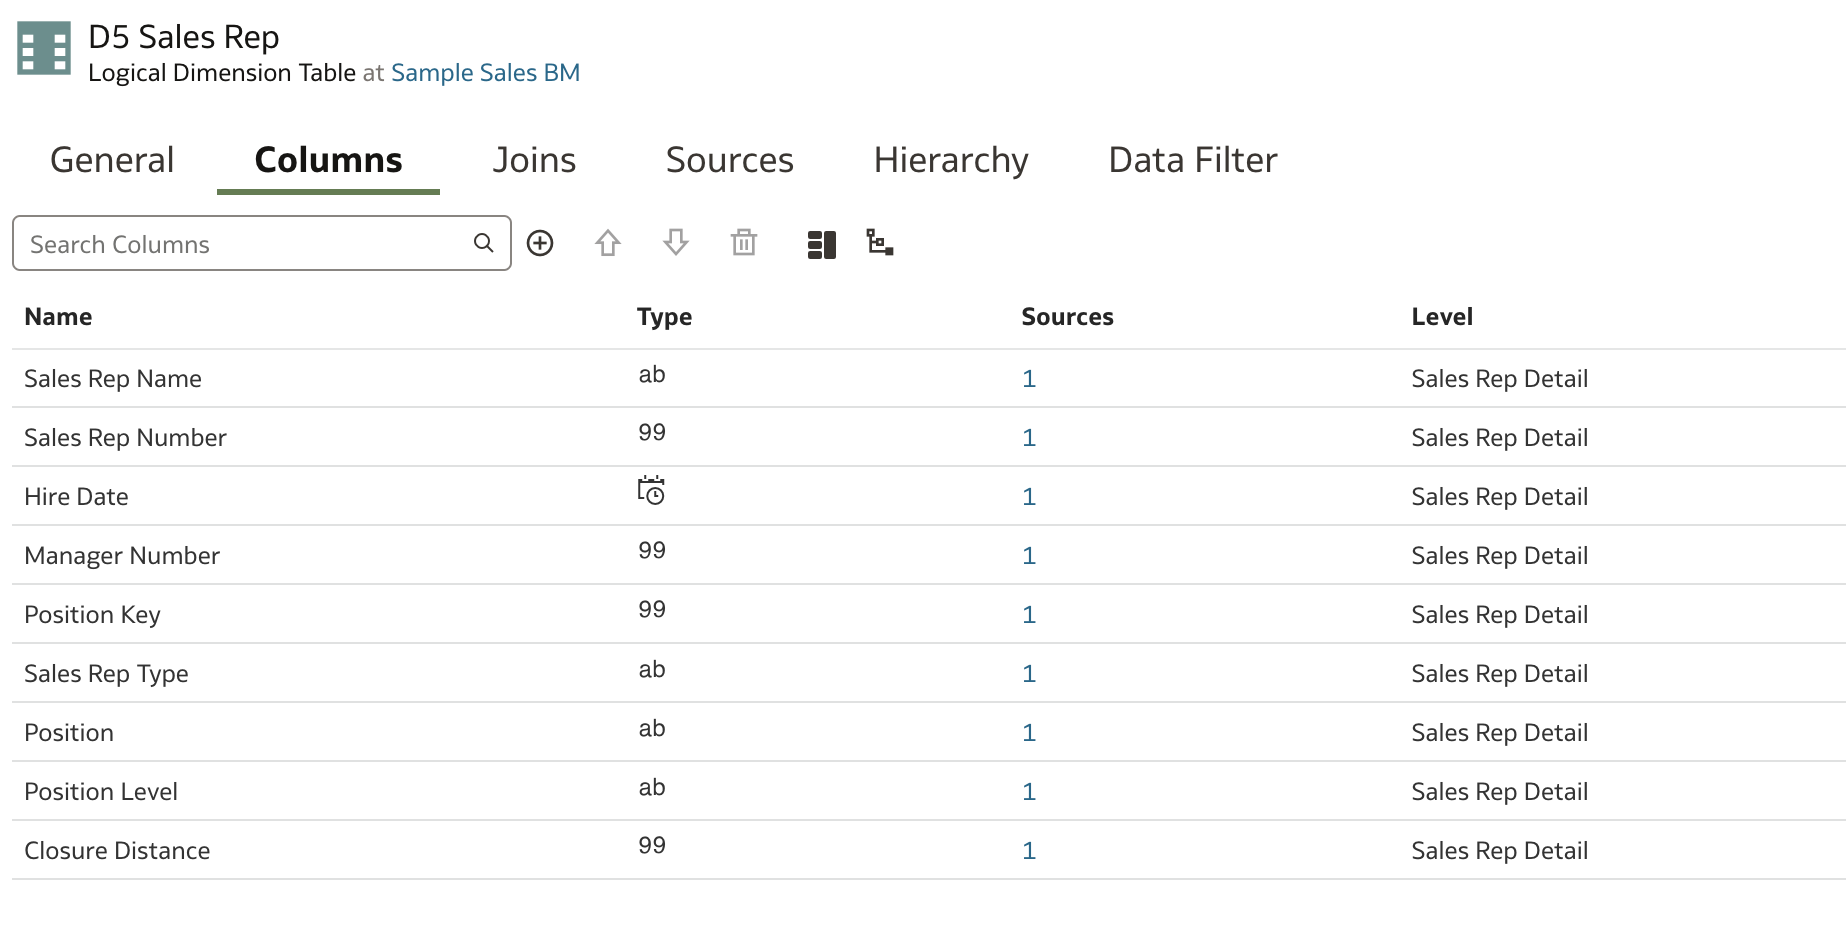 D5 Sales Rep
Logical Dimension Table at Sample Sales BM
General Columns Joins Sources Hierarchy Data Filter
Search Columns
Name Type Sources Level
Sales Rep Name ab 1 Sales Rep Detail
Sales Rep Number 99 1 Sales Rep Detail
Hire Date 1 Sales Rep Detail
Manager Number 99 1 Sales Rep Detail
Position Key 99 1 Sales Rep Detail
Sales Rep Type ab 1 Sales Rep Detail
Position ab 1 Sales Rep Detail
Position Level ab 1 Sales Rep Detail
Closure Distance 99 1 Sales Rep Detail